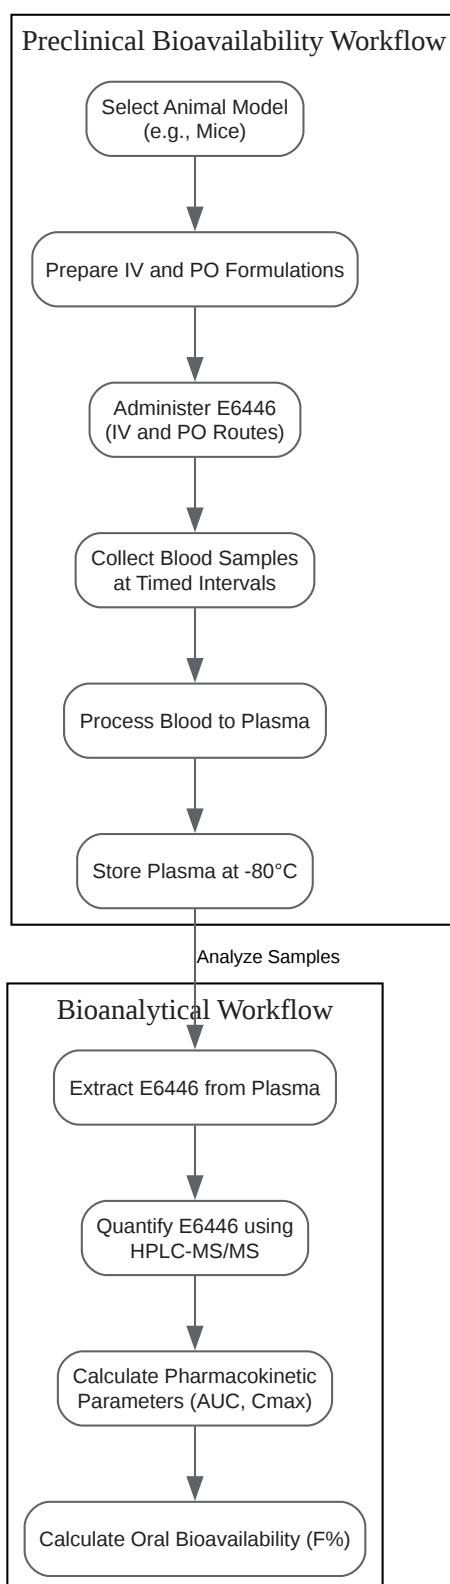 Preclinical Bioavailability Workflow
Select Animal Model
(e.g., Mice)
Prepare IV and PO Formulations
Administer E6446
(IV and PO Routes)
Collect Blood Samples
at Timed Intervals
Process Blood to Plasma
Store Plasma at -80°C
Analyze Samples
Bioanalytical Workflow
Extract E6446 from Plasma
Quantify E6446 using
HPLC-MS/MS
Calculate Pharmacokinetic
Parameters (AUC, Cmax)
Calculate Oral Bioavailability (F%)